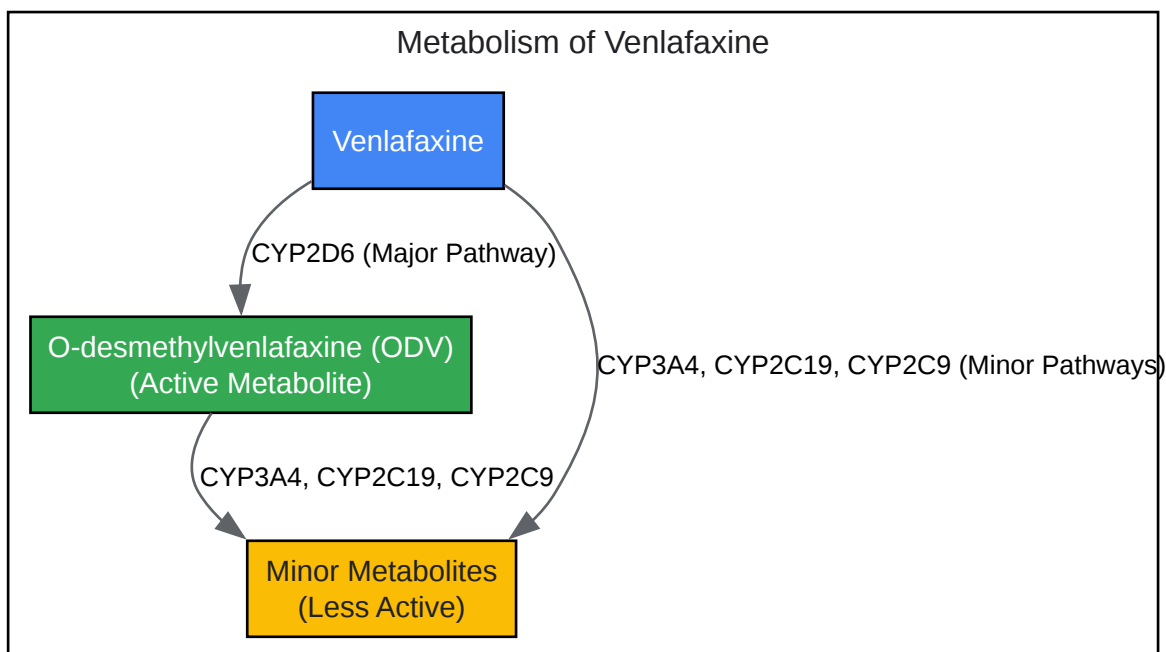 Metabolism of Venlafaxine
Venlafaxine
CYP2D6 (Major Pathway)
O-desmethylvenlafaxine (ODV)
(Active Metabolite)
CYP3A4, CYP2C19, CYP2C9 (Minor Pathways)
CYP3A4, CYP2C19, CYP2C9
Minor Metabolites
(Less Active)